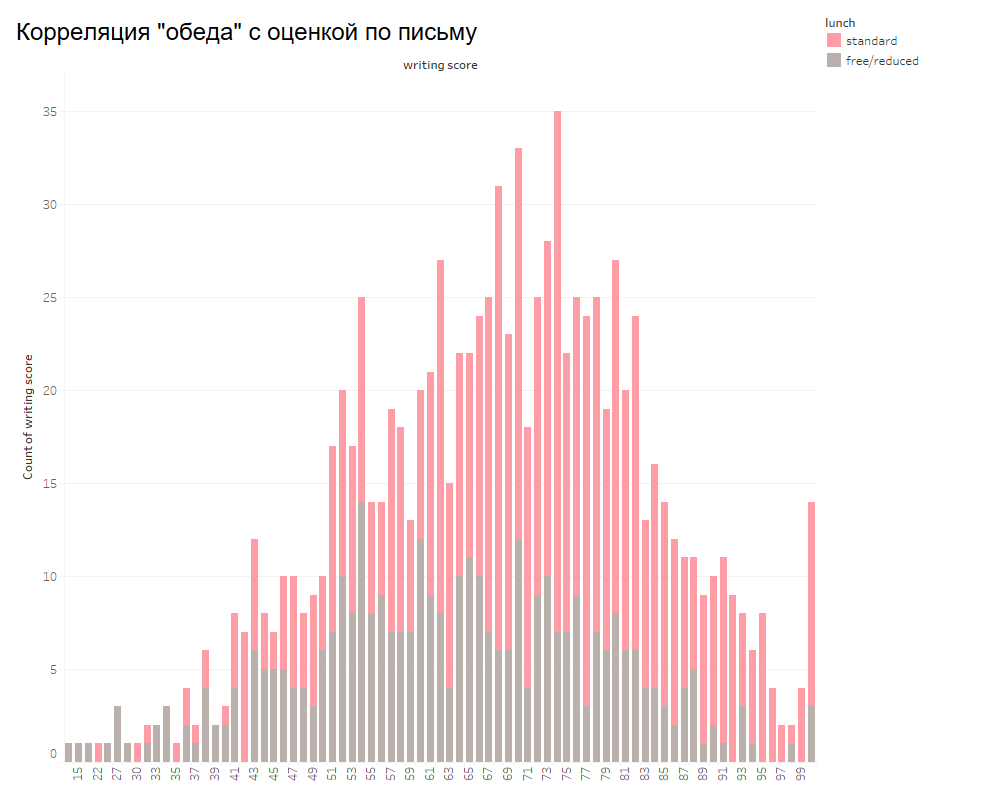 Корреляция "обеда" с оценкой по письму
lunch
standard
free/reduced
writing score
Count of writing score
35
30
25
20
15
10
5
0
15 22 27 30 33 35 37 39 41 43 45 47 49 51 53 55 57 59 61 63 65 67 69 71 73 75 77 79 81 83 85 87 89 91 93 95 97 99